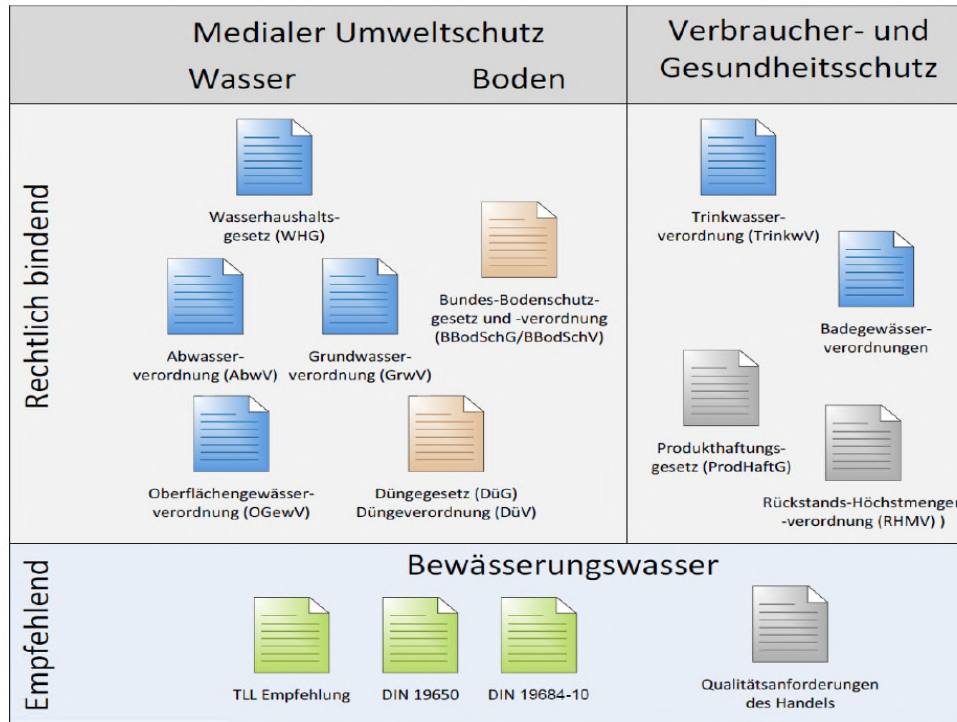 Medialer Umweltschutz
Wasser
Boden
Verbraucher- und
Gesundheitsschutz
Rechtlich bindend
Wasserhaushalts-
gesetz (WHG)
Abwasser-
verordnung (AbwV)
Grundwasser-
verordnung (GrwV)
Oberflächengewässer-
verordnung (OGewV)
Bundes-Bodenschutz-
gesetz und -verordnung
(BBodSchG/BBodSchV)
Düngegesetz (DüG)
Düngeverordnung (DüV)
Trinkwasser-
verordnung (TrinkwV)
Badegewässer-
verordnungen
Produkthaftungs-
gesetz (ProdHaftG)
Rückstands-Höchstmengen
-verordnung (RHMV) )
Empfehlend
Bewässerungswasser
TLL Empfehlung
DIN 19650
DIN 19684-10
Qualitätsanforderungen
des Handels